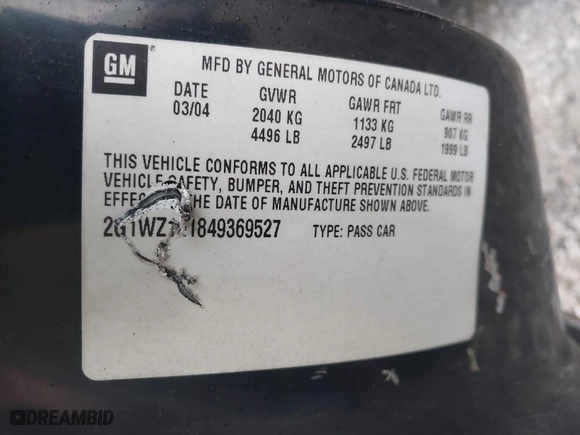 GM
MFD BY GENERAL MOTORS OF CANADA LTD.
DATE GVWR GAWR FRT GAWR RR
03/04 2040 KG 1133 KG 907 KG
4496 LB 2497 LB 1999 LB
THIS VEHICLE CONFORMS TO ALL APPLICABLE U.S. FEDERAL MOTOR
VEHICLE SAFETY, BUMPER, AND THEFT PREVENTION STANDARDS IN
EFFECT THE DATE OF MANUFACTURE SHOWN ABOVE.
TYPE: PASS CAR
DREAMBID